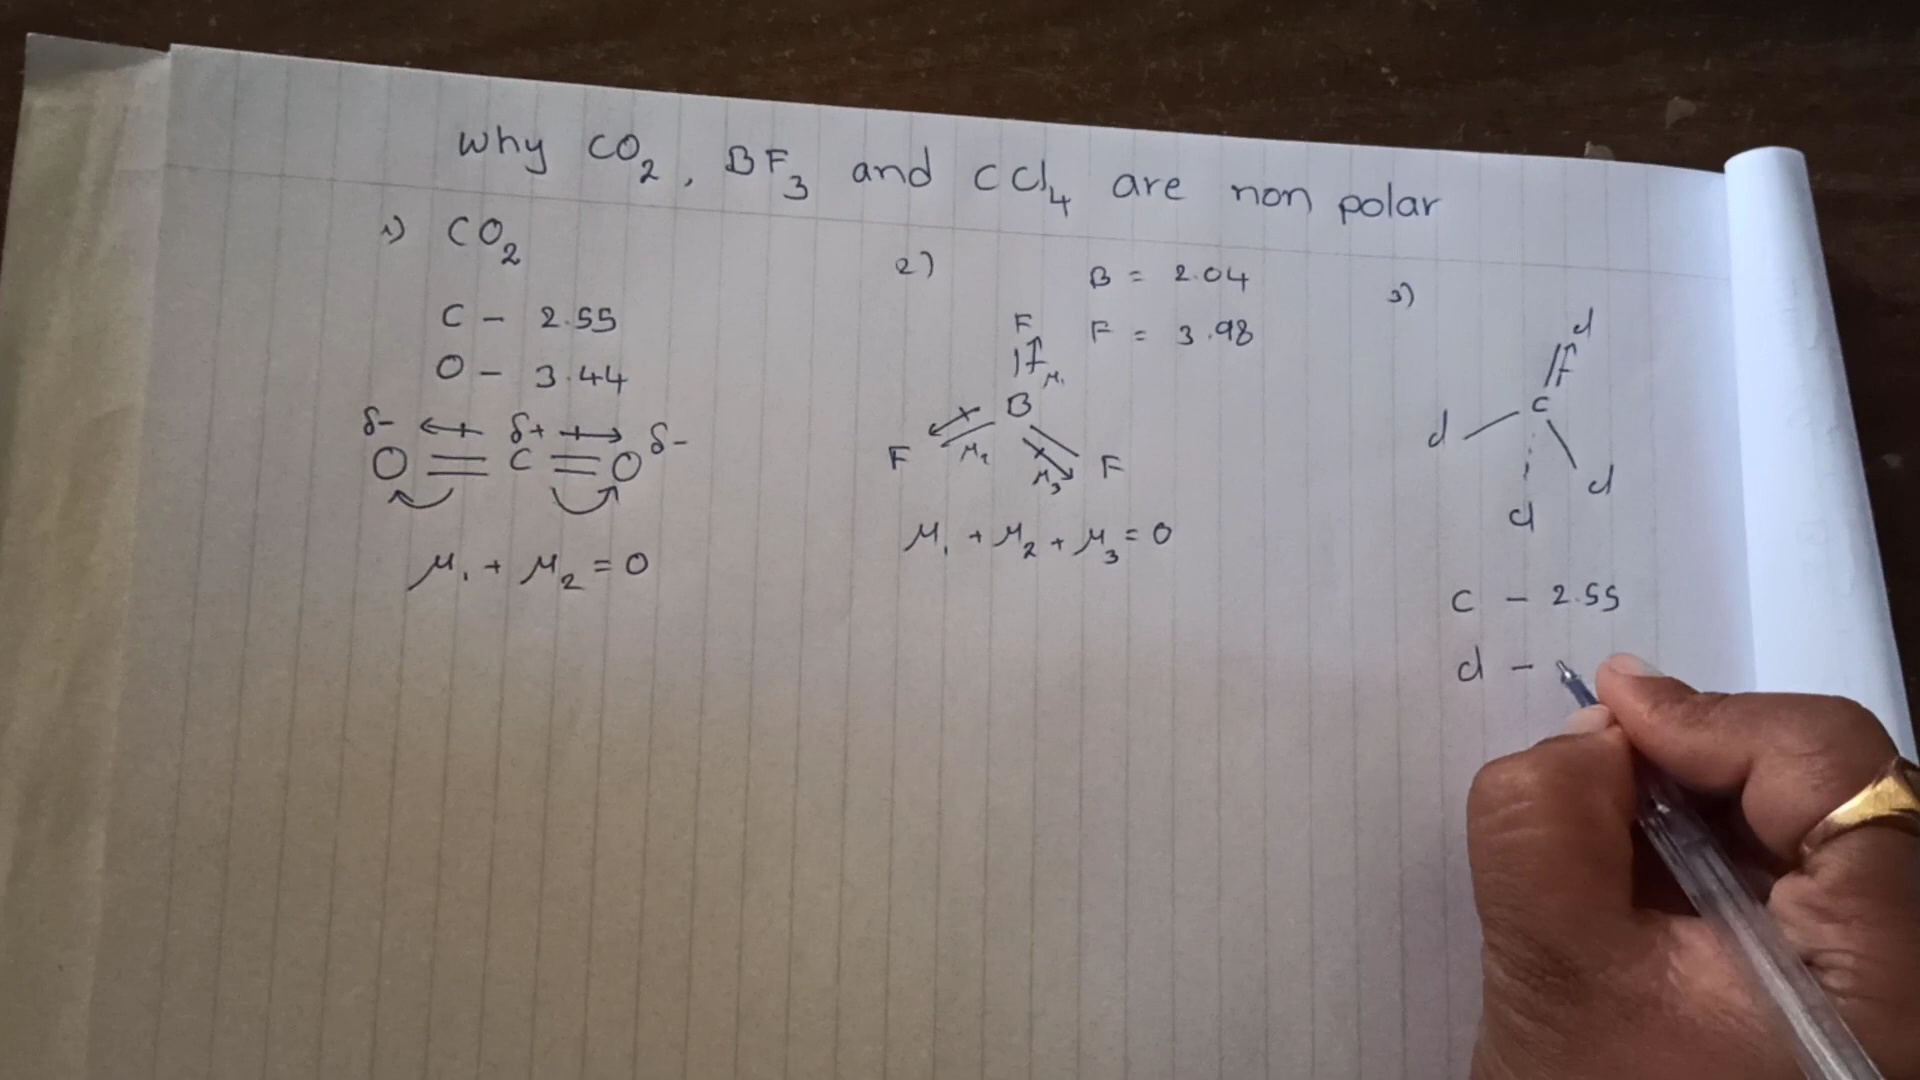 why CO2, BF3 and CCl4 are non polar
1) CO2
C - 2.55
O - 3.44
δ- δ+ δ-
O = C = O
μ1 + μ2 = 0
2)
B = 2.04
F = 3.98
F
μ1
B
F μ2 μ3 F
μ1 + μ2 + μ3 = 0
3)
Cl
C
Cl
Cl
Cl
C - 2.55
Cl -